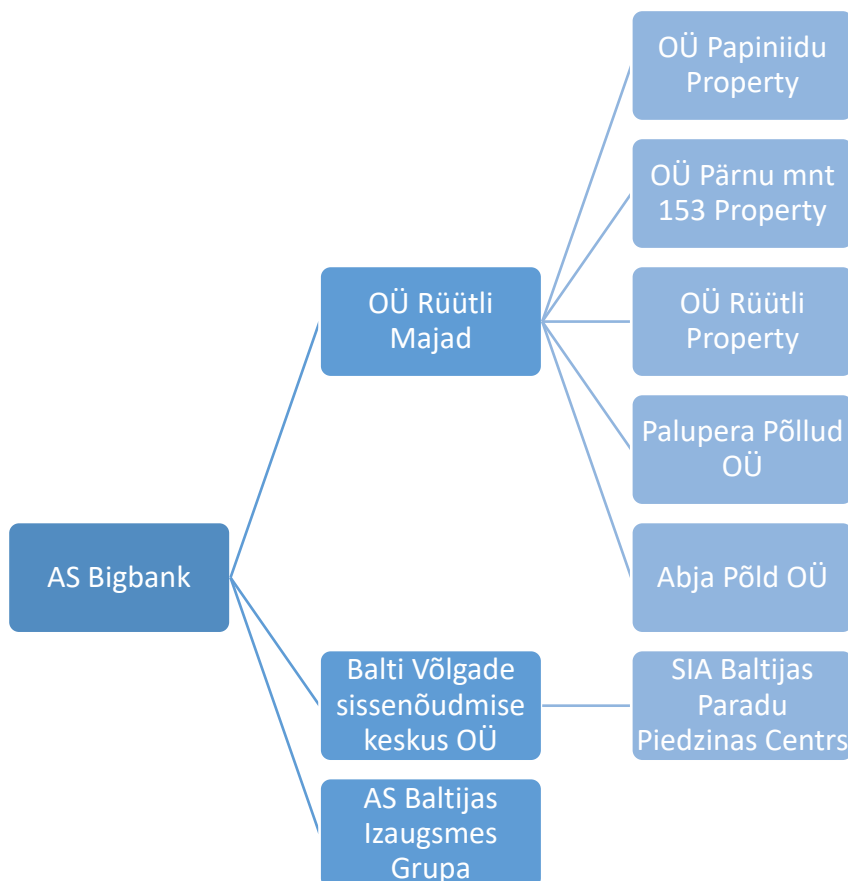 OÜ Papiniidu
Property
OÜ Pärnu mnt
153 Property
OÜ Rüütli
Majad
OÜ Rüütli
Property
Palupera Põllud
OÜ
AS Bigbank
Abja Põld OÜ
Balti Võlgade
sissenõudmise
keskus OÜ
SIA Baltijas
Paradu
Piedzinas Centrs
AS Baltijas
Izaugsmes
Grupa